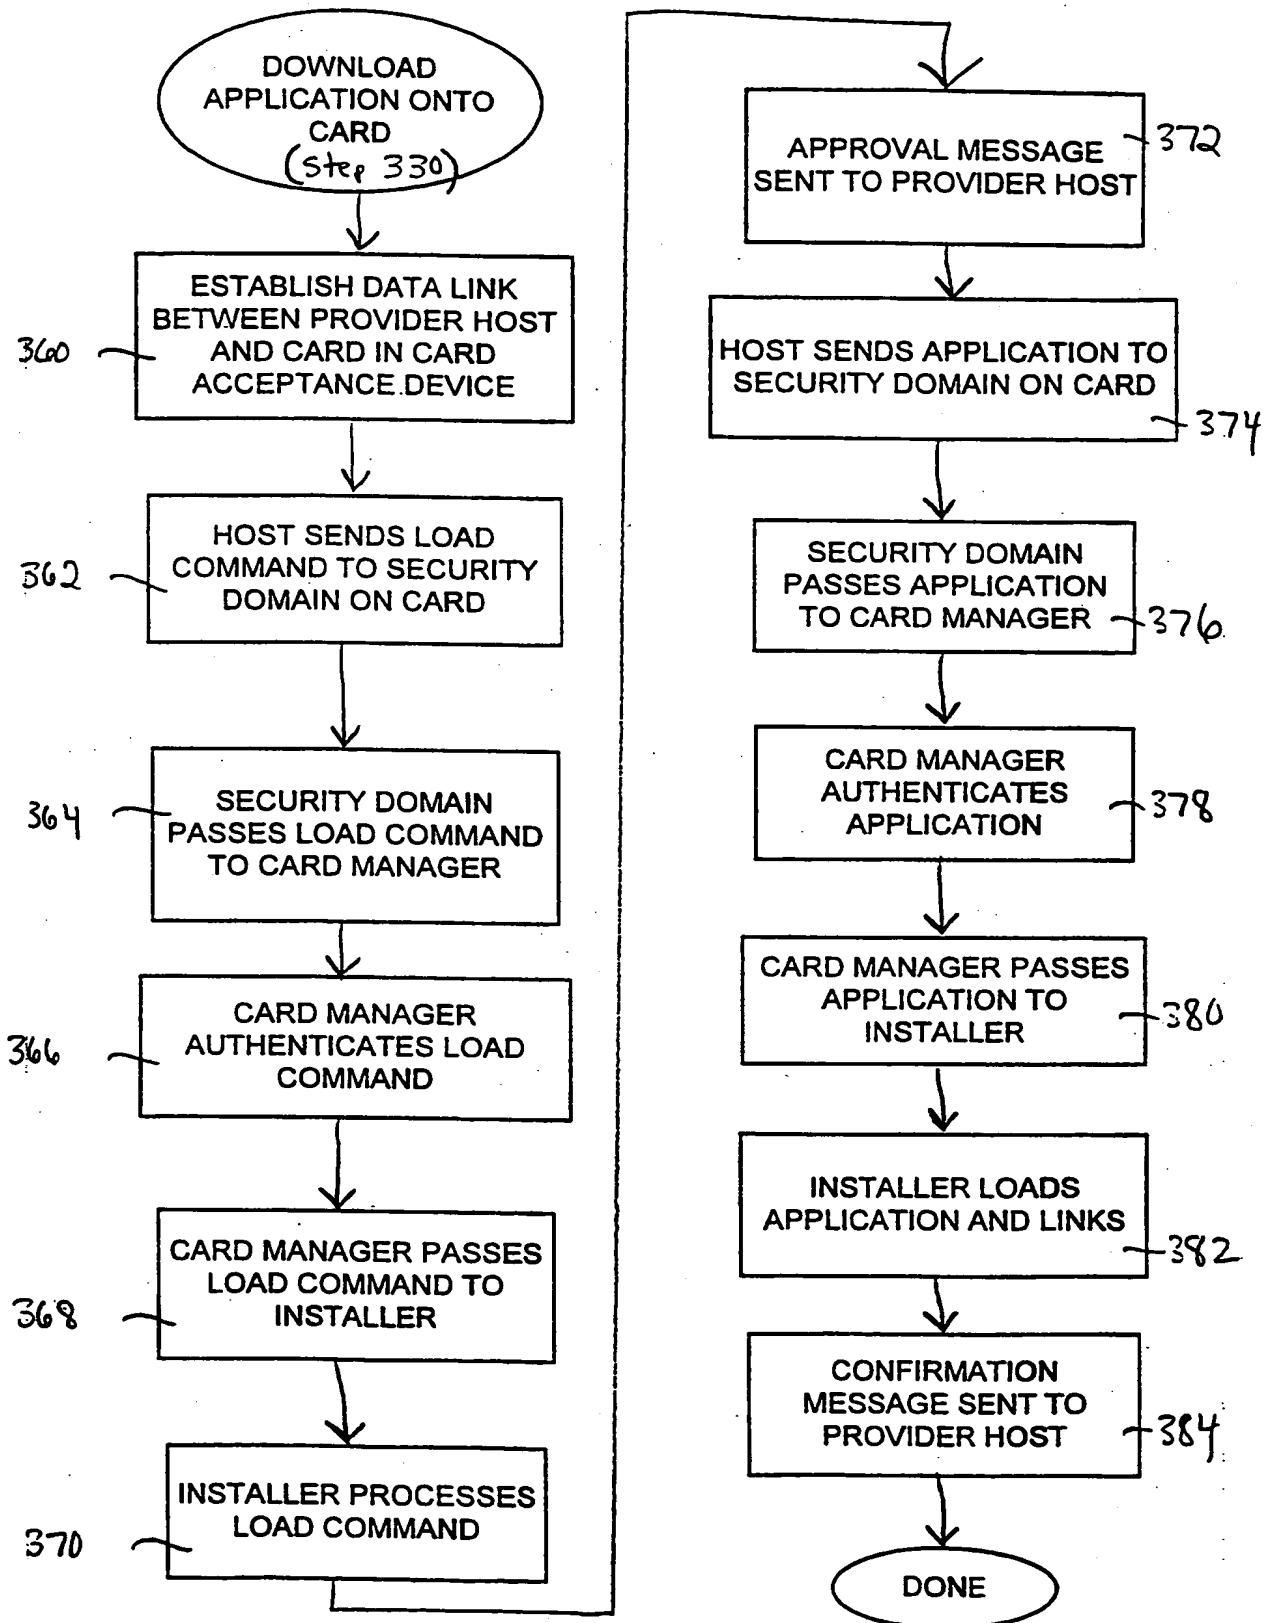 DOWNLOAD
APPLICATION ONTO
CARD
(step 330)
ESTABLISH DATA LINK
BETWEEN PROVIDER HOST
AND CARD IN CARD
ACCEPTANCE DEVICE
360
HOST SENDS LOAD
COMMAND TO SECURITY
DOMAIN ON CARD
362
SECURITY DOMAIN
PASSES LOAD COMMAND
TO CARD MANAGER
364
CARD MANAGER
AUTHENTICATES LOAD
COMMAND
366
CARD MANAGER PASSES
LOAD COMMAND TO
INSTALLER
368
INSTALLER PROCESSES
LOAD COMMAND
370
APPROVAL MESSAGE
SENT TO PROVIDER HOST
372
HOST SENDS APPLICATION TO
SECURITY DOMAIN ON CARD
374
SECURITY DOMAIN
PASSES APPLICATION
TO CARD MANAGER
376
CARD MANAGER
AUTHENTICATES
APPLICATION
378
CARD MANAGER PASSES
APPLICATION TO
INSTALLER
380
INSTALLER LOADS
APPLICATION AND LINKS
382
CONFIRMATION
MESSAGE SENT TO
PROVIDER HOST
384
DONE